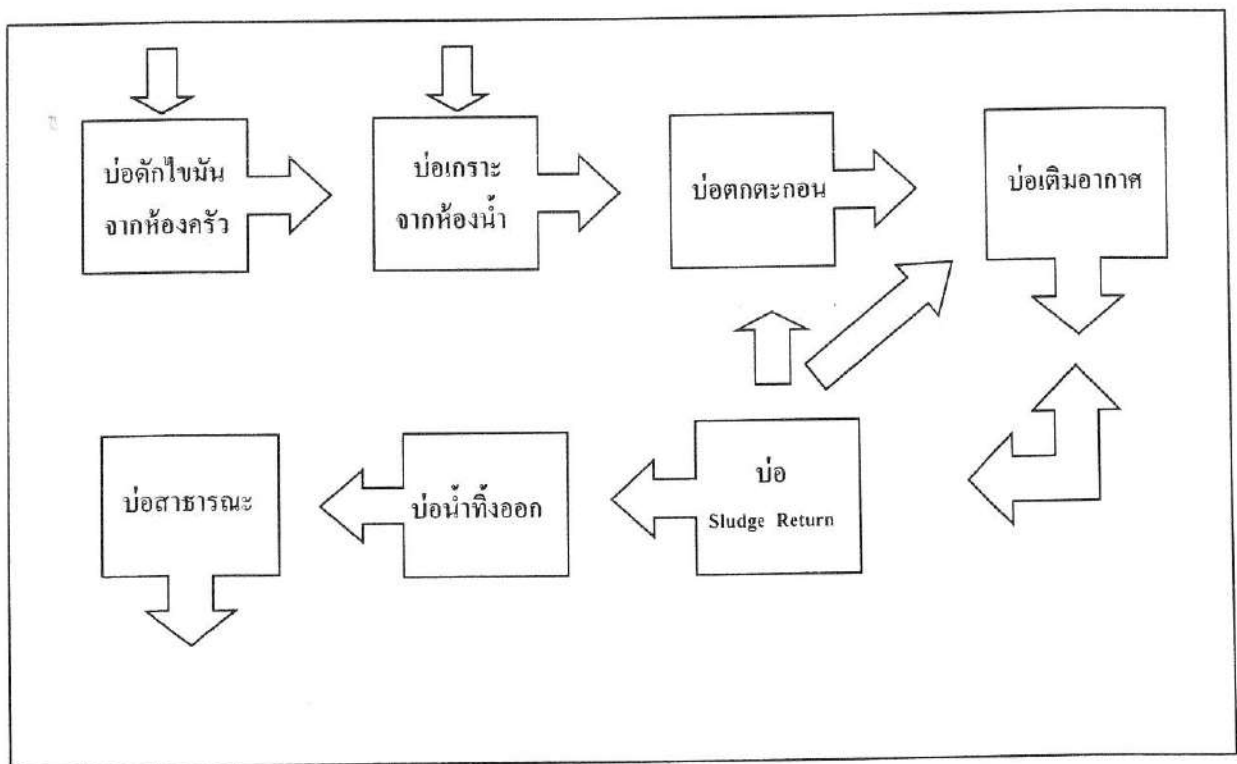 บ่อดักไขมัน
จากห้องครัว
บ่อเกราะ
จากห้องน้ำ
บ่อตกตะกอน
บ่อเติมอากาศ
บ่อสาธารณะ
บ่อน้ำทิ้งออก
บ่อ
Sludge Return